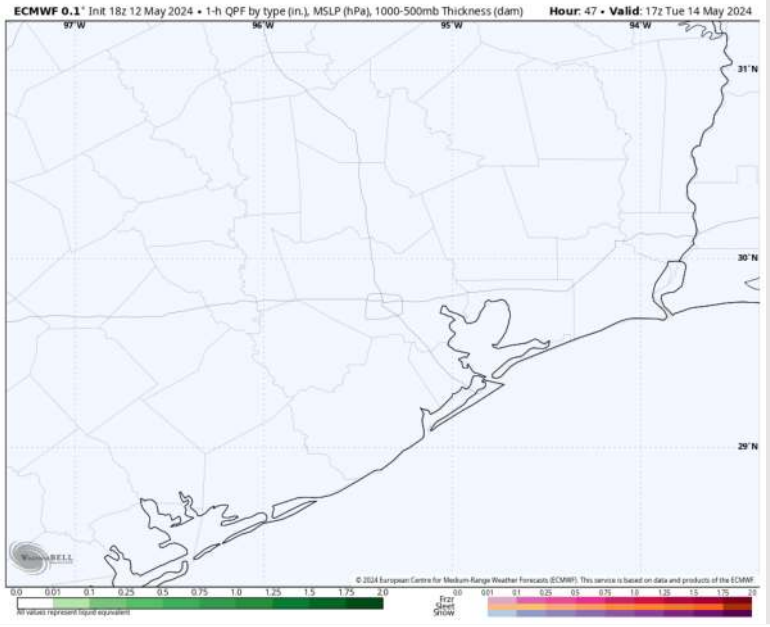 ECMWF 0.1° Init 18z 12 May 2024 • 1-h QPF by type (in.), MSLP (hPa), 1000-500mb Thickness (dam) Hour: 47 • Valid: 17z Tue 14 May 2024
97°W 96°W 95°W 94°W
31°N
30°N
29°N
WeatherBELL
© 2024 European Centre for Medium-Range Weather Forecasts (ECMWF). This service is based on data and products of the ECMWF
0.0 0.01 0.1 0.25 0.5 0.75 1.0 1.25 1.5 1.75 2.0 0.0 0.01 0.1 0.25 0.5 0.75 1.0 1.25 1.5 1.75 2.0
Frzr
Sleet
Snow
All values represent liquid equivalent